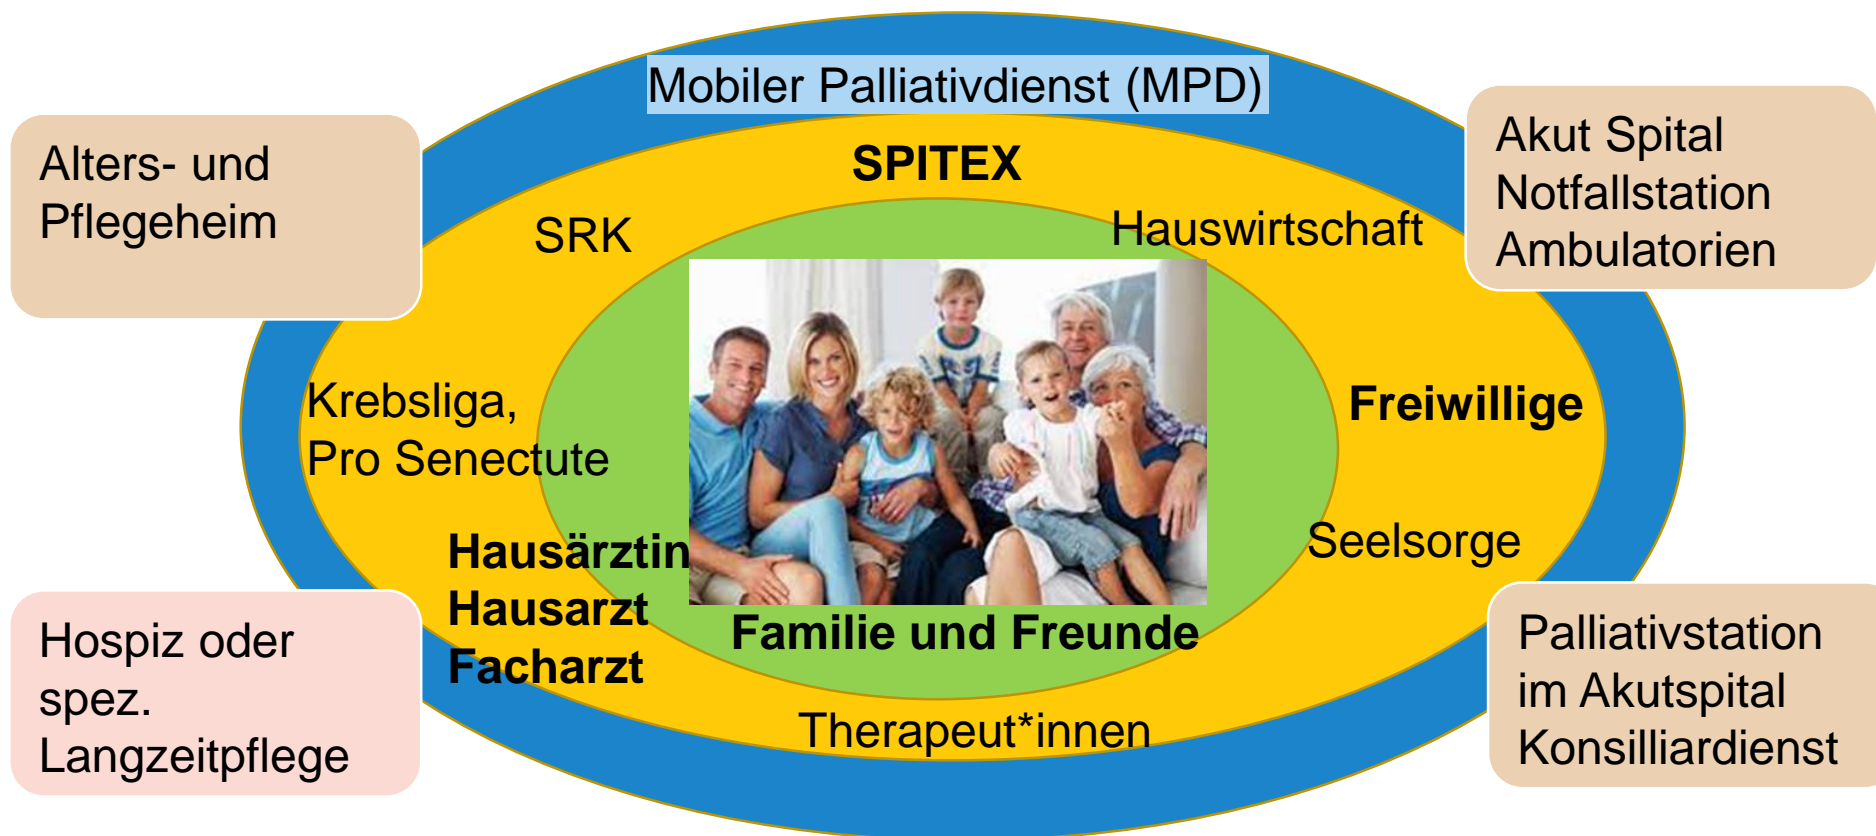 Mobiler Palliativdienst (MPD)
Alters- und
Pflegeheim
Akut Spital
Notfallstation
Ambulatorien
SPITEX
SRK
Hauswirtschaft
Krebsliga,
Pro Senectute
Freiwillige
Hausärztin
Hausarzt
Facharzt
Seelsorge
Familie und Freunde
Therapeut*innen
Hospiz oder
spez.
Langzeitpflege
Palliativstation
im Akutspital
Konsilliardienst